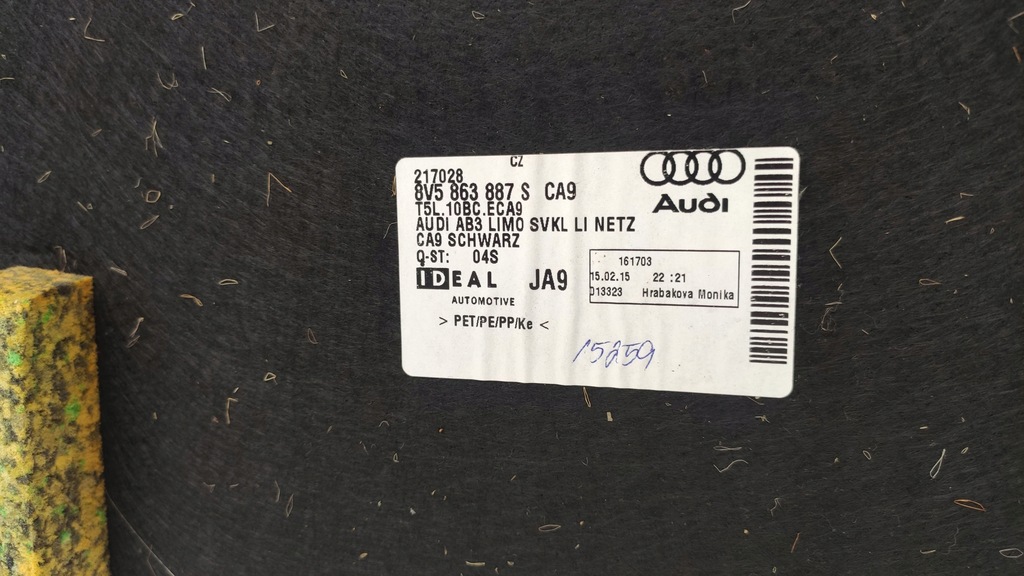 CZ
217028
8V5 863 887 S CA9
T5L.10BC.ECA9
AUDI AB3 LIMO SVKL LI NETZ
CA9 SCHWARZ
Q-ST: 04S
IDEAL JA9
AUTOMOTIVE
> PET/PE/PP/Ke <
Audi
161703
15.02.15 22:21
013323 Hrabakova Monika
15259